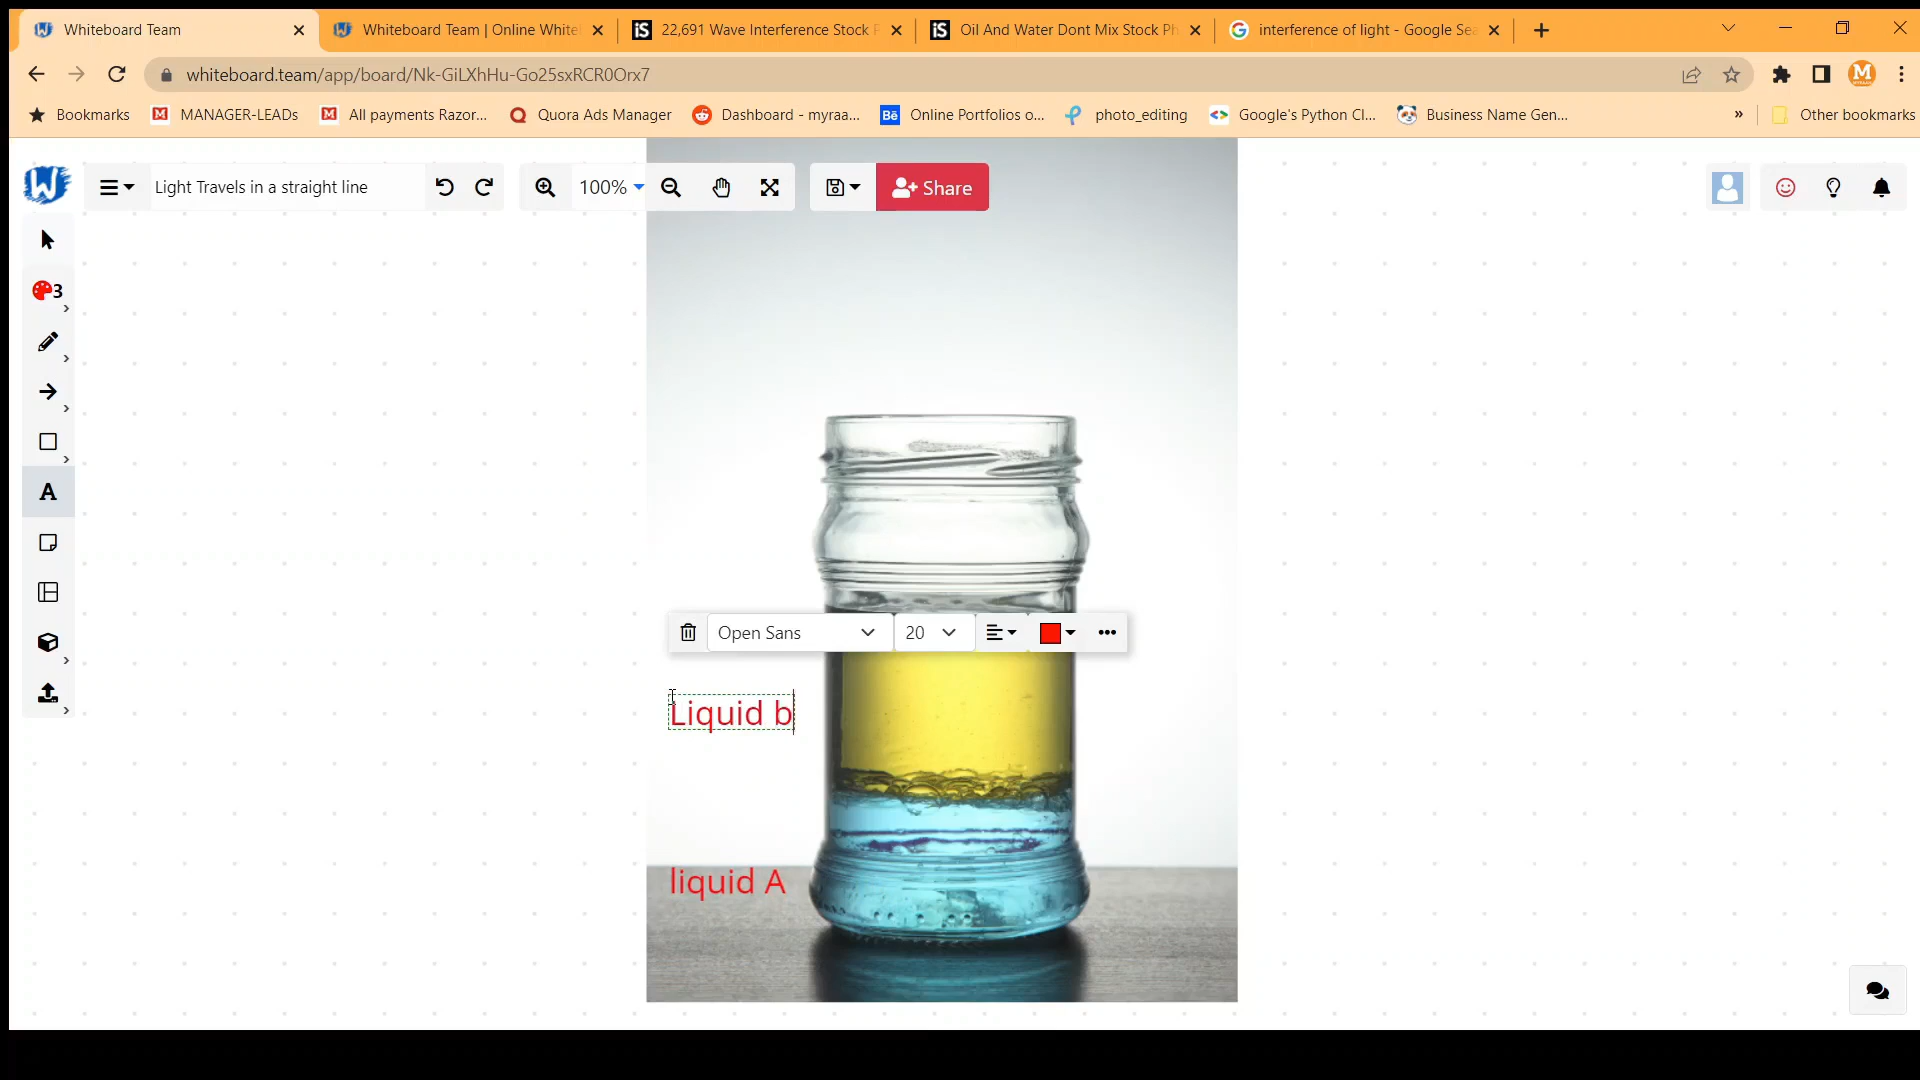 Whiteboard Team
Whiteboard Team | Online White
22,691 Wave Interference Stock P
Oil And Water Dont Mix Stock Ph
interference of light - Google Sea
whiteboard.team/app/board/Nk-GiLXhHu-Go25sxRCR0Orx7
Bookmarks
MANAGER-LEADs
All payments Razor...
Quora Ads Manager
Dashboard - myraa...
Online Portfolios o...
photo_editing
Google's Python Cl...
Business Name Gen...
»
Other bookmarks
Light Travels in a straight line
100%
Share
3
A
Open Sans
20
Liquid b
liquid A